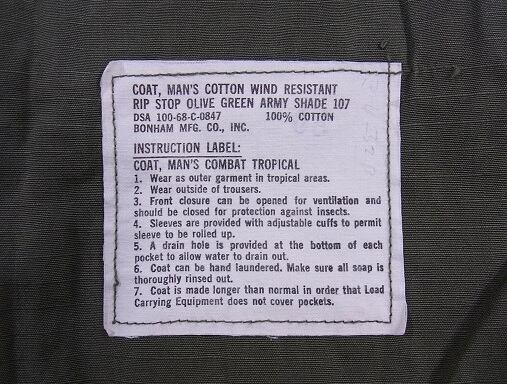 COAT, MAN'S COTTON WIND RESISTANT
RIP STOP OLIVE GREEN ARMY SHADE 107
DSA 100-68-C-0847 100% COTTON
BONHAM MFG. CO., INC.
INSTRUCTION LABEL:
COAT, MAN'S COMBAT TROPICAL
1. Wear as outer garment in tropical areas.
2. Wear outside of trousers.
3. Front closure can be opened for ventilation and
should be closed for protection against insects.
4. Sleeves are provided with adjustable cuffs to permit
sleeve to be rolled up.
5. A drain hole is provided at the bottom of each
pocket to allow water to drain out.
6. Coat can be hand laundered. Make sure all soap is
thoroughly rinsed out.
7. Coat is made longer than normal in order that Load
Carrying Equipment does not cover pockets.